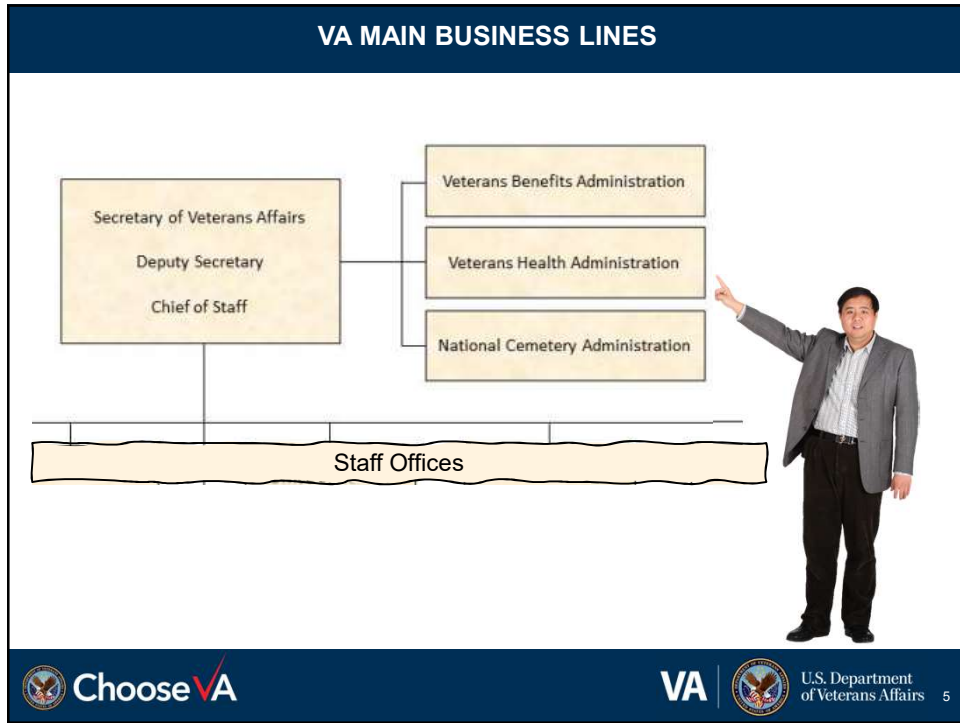 VA MAIN BUSINESS LINES
Secretary of Veterans Affairs
Deputy Secretary
Chief of Staff
Veterans Benefits Administration
Veterans Health Administration
National Cemetery Administration
Staff Offices
Choose VA
VA
U.S. Department
of Veterans Affairs
5